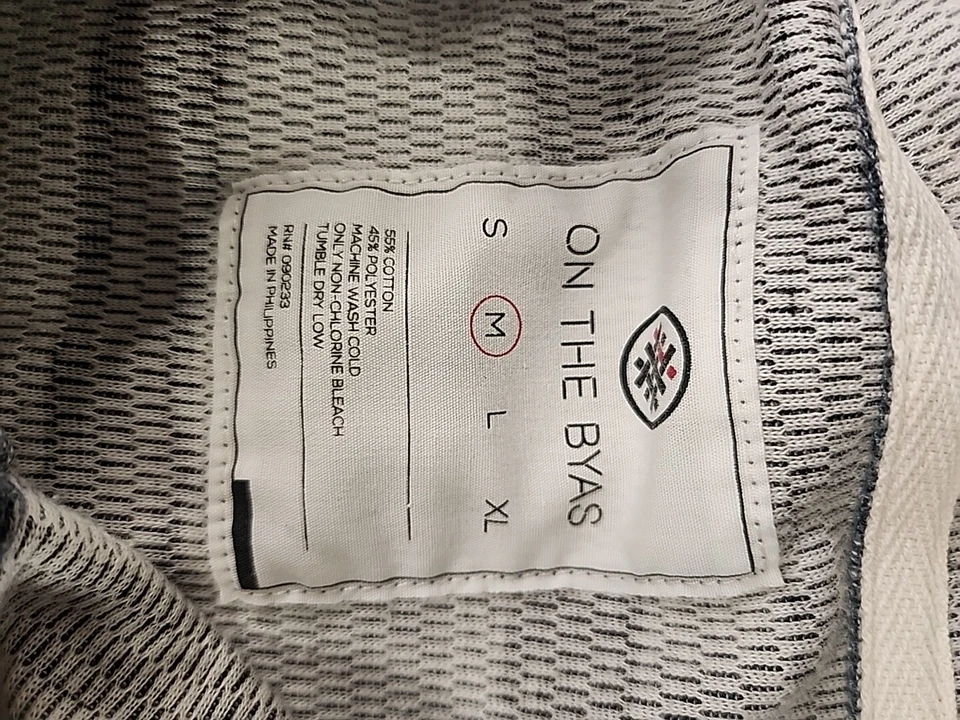 ON THE BYAS
S M L XL
55% COTTON
45% POLYESTER
MACHINE WASH COLD
ONLY NON-CHLORINE BLEACH
TUMBLE DRY LOW
RN# 090233
MADE IN PHILIPPINES